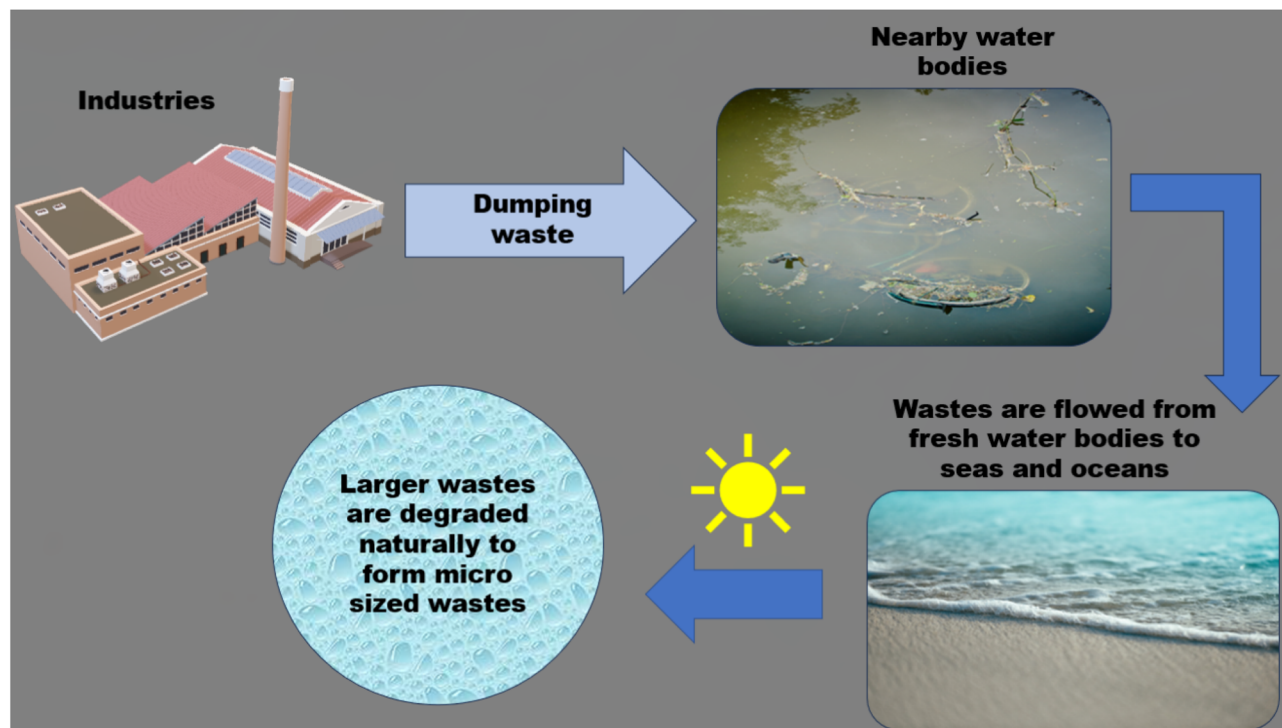 Nearby water
bodies
Industries
Dumping
waste
Wastes are flowed from
fresh water bodies to
seas and oceans
Larger wastes
are degraded
naturally to
form micro
sized wastes